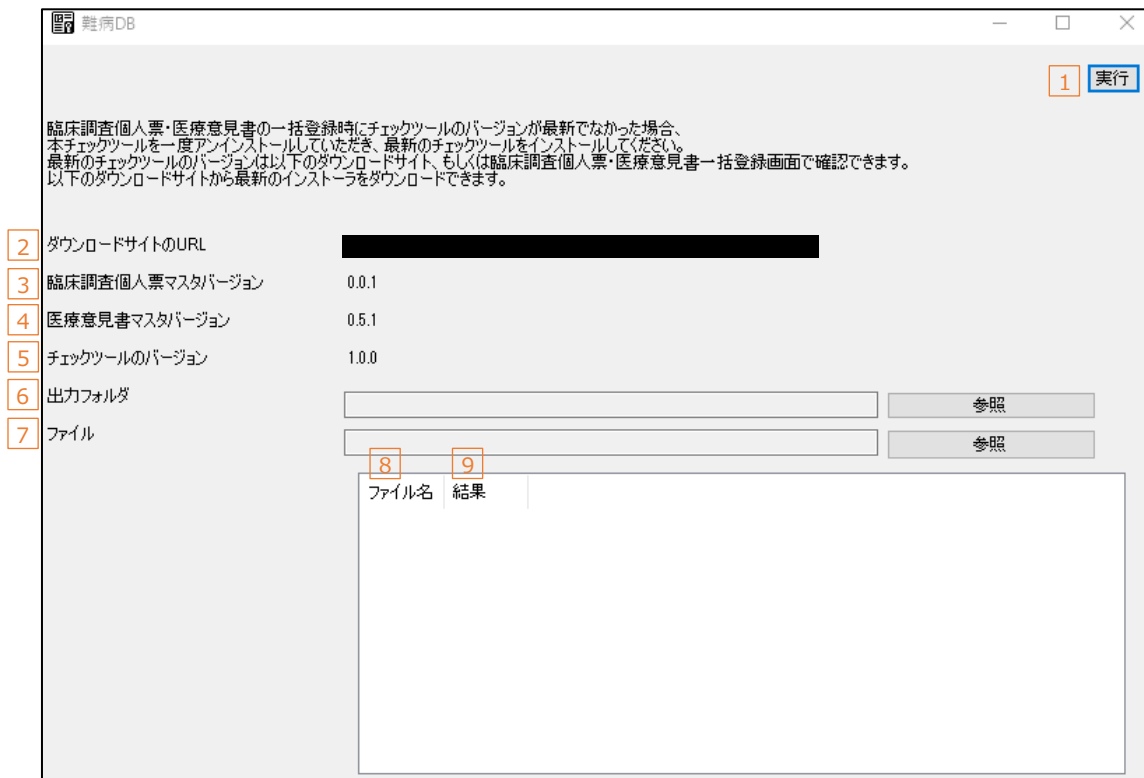 難病DB
1 実行
臨床調査個人票・医療意見書の一括登録時にチェックツールのバージョンが最新でなかった場合、
本チェックツールを一度アンインストールしていただき、最新のチェックツールをインストールしてください。
最新のチェックツールのバージョンは以下のダウンロードサイト、もしくは臨床調査個人票・医療意見書一括登録画面で確認できます。
以下のダウンロードサイトから最新のインストーラをダウンロードできます。
2 ダウンロードサイトのURL
3 臨床調査個人票マスタバージョン 0.0.1
4 医療意見書マスタバージョン 0.5.1
5 チェックツールのバージョン 1.0.0
6 出力フォルダ 参照
7 ファイル 参照
8 9
ファイル名 結果